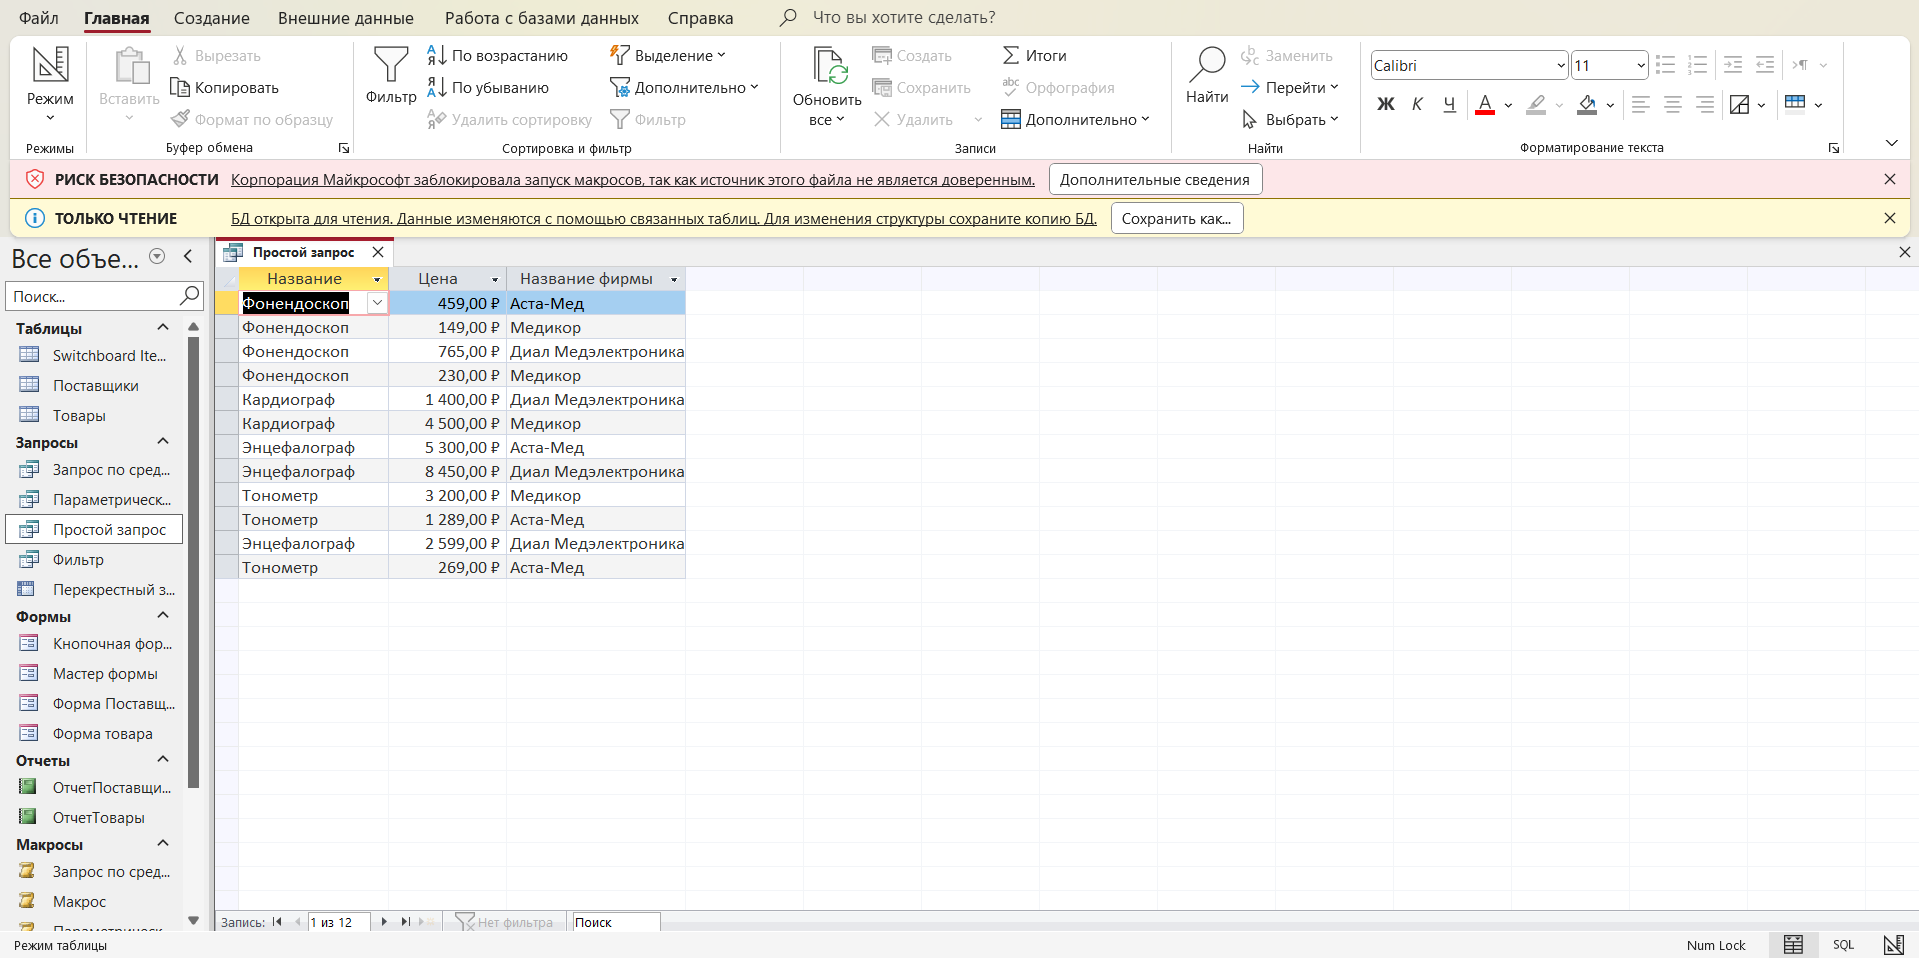 Файл Главная Создание Внешние данные Работа с базами данных Справка Что вы хотите сделать?
Режим
Режимы
Вставить
Вырезать
Копировать
Формат по образцу
Буфер обмена
Фильтр
По возрастанию
По убыванию
Удалить сортировку
Выделение
Дополнительно
Фильтр
Сортировка и фильтр
Обновить все
Создать
Сохранить
Удалить
Итоги
Орфография
Дополнительно
Записи
Найти
Заменить
Перейти
Выбрать
Найти
Calibri 11
Ж К Ч А
Форматирование текста
РИСК БЕЗОПАСНОСТИ Корпорация Майкрософт заблокировала запуск макросов, так как источник этого файла не является доверенным. Дополнительные сведения
ТОЛЬКО ЧТЕНИЕ БД открыта для чтения. Данные изменяются с помощью связанных таблиц. Для изменения структуры сохраните копию БД. Сохранить как...
Все объе...
Поиск...
Таблицы
Switchboard Ite...
Поставщики
Товары
Запросы
Запрос по сред...
Параметрическ...
Простой запрос
Фильтр
Перекрестный з...
Формы
Кнопочная фор...
Мастер формы
Форма Поставщ...
Форма товара
Отчеты
ОтчетПоставщи...
ОтчетТовары
Макросы
Запрос по сред...
Макрос
Простой запрос
Название Цена Название фирмы
Фонендоскоп 459,00 ₽ Аста-Мед
Фонендоскоп 149,00 ₽ Медикор
Фонендоскоп 765,00 ₽ Диал Медэлектроника
Фонендоскоп 230,00 ₽ Медикор
Кардиограф 1 400,00 ₽ Диал Медэлектроника
Кардиограф 4 500,00 ₽ Медикор
Энцефалограф 5 300,00 ₽ Аста-Мед
Энцефалограф 8 450,00 ₽ Диал Медэлектроника
Тонометр 3 200,00 ₽ Медикор
Тонометр 1 289,00 ₽ Аста-Мед
Энцефалограф 2 599,00 ₽ Диал Медэлектроника
Тонометр 269,00 ₽ Аста-Мед
Запись: 1 из 12 Нет фильтра Поиск
Режим таблицы Num Lock SQL